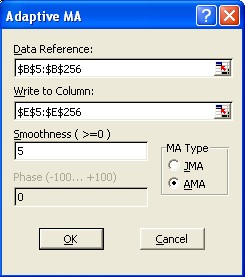 Adaptive MA
Data Reference:
$B$5:$B$256
Write to Column:
$E$5:$E$256
Smoothness ( >=0 )
5
MA Type
JMA
Phase (-100... +100)
AMA
0
OK
Cancel